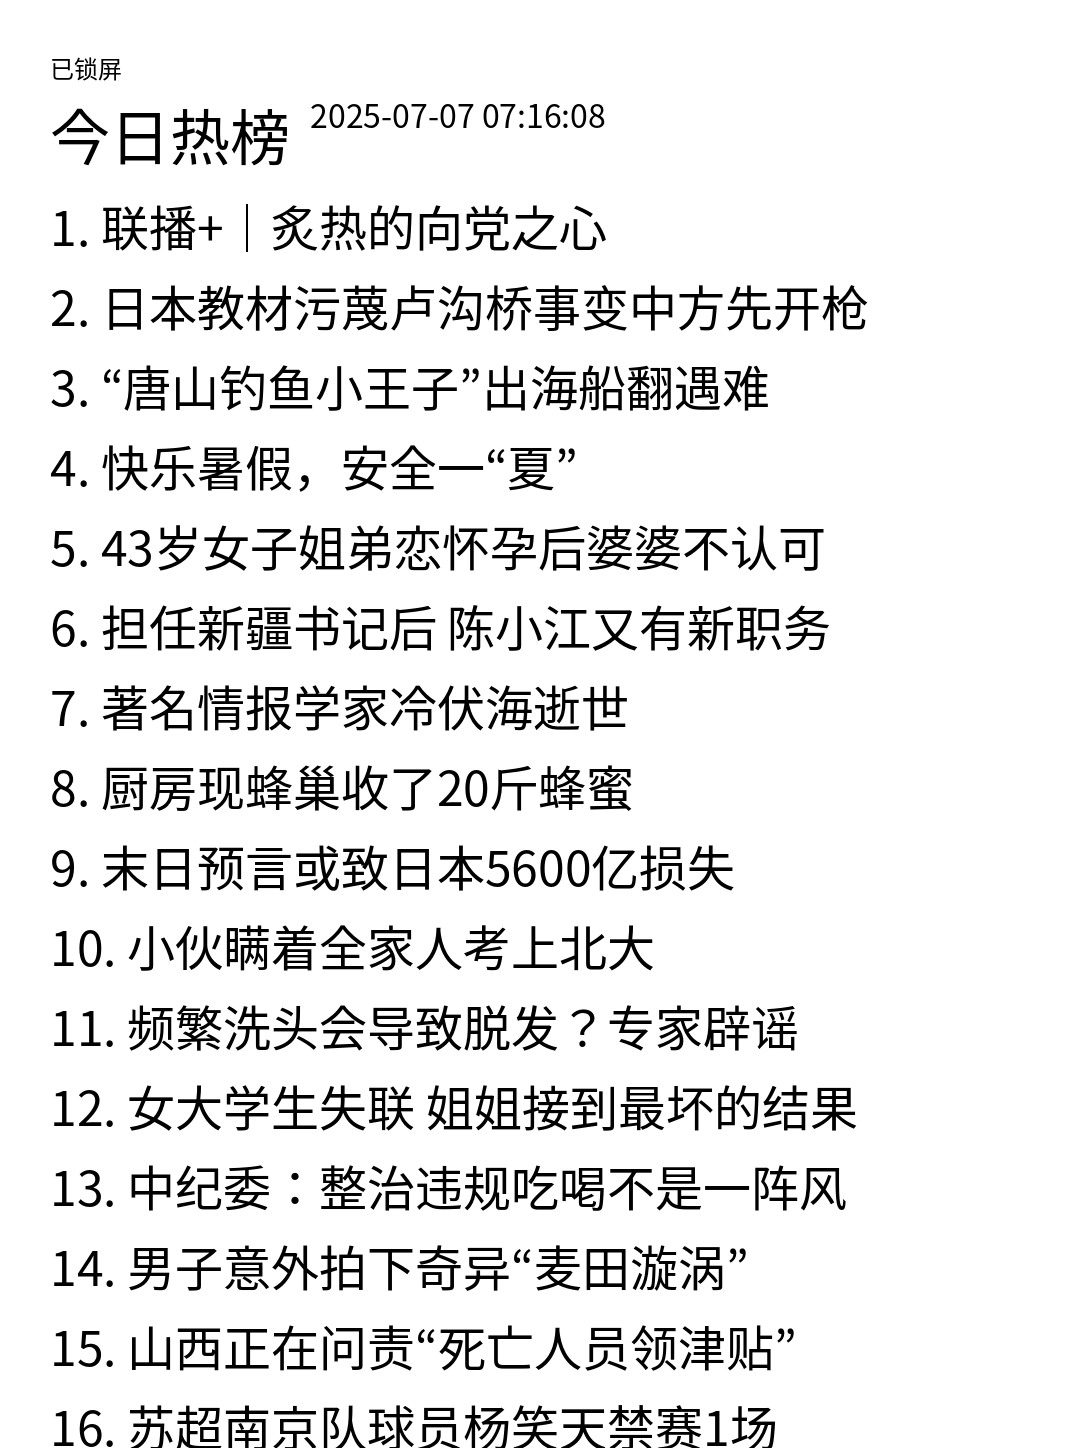 已锁屏
今日热榜 2025-07-07 07:16:08
1. 联播+｜炙热的向党之心
2. 日本教材污蔑卢沟桥事变中方先开枪
3. “唐山钓鱼小王子”出海船翻遇难
4. 快乐暑假，安全一“夏”
5. 43岁女子姐弟恋怀孕后婆婆不认可
6. 担任新疆书记后 陈小江又有新职务
7. 著名情报学家冷伏海逝世
8. 厨房现蜂巢收了20斤蜂蜜
9. 末日预言或致日本5600亿损失
10. 小伙瞒着全家人考上北大
11. 频繁洗头会导致脱发？专家辟谣
12. 女大学生失联 姐姐接到最坏的结果
13. 中纪委：整治违规吃喝不是一阵风
14. 男子意外拍下奇异“麦田漩涡”
15. 山西正在问责“死亡人员领津贴”
16. 苏超南京队球员杨笑天禁赛1场